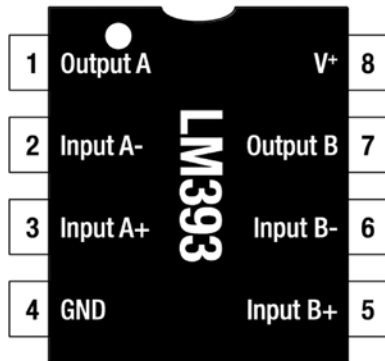 1 Output A V+ 8
2 Input A- Output B 7
3 Input A+ Input B- 6
4 GND Input B+ 5
LM393